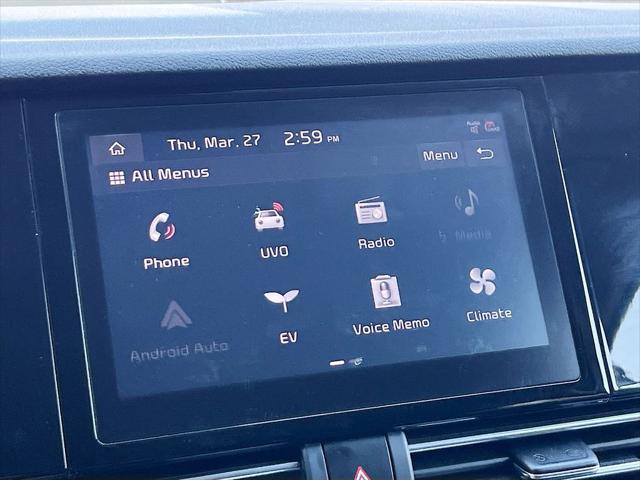 Thu, Mar. 27 2:59 PM
All Menus
Menu
Phone
UVO
Radio
Media
Android Auto
EV
Voice Memo
Climate